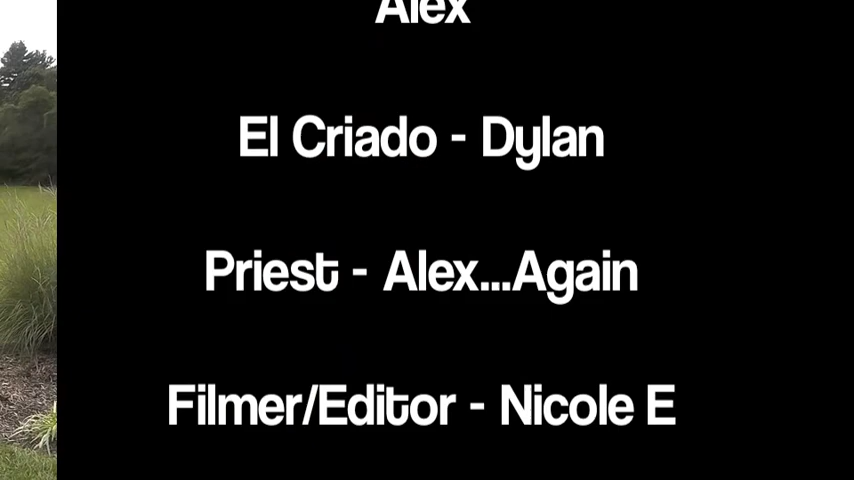 Alex
El Criado - Dylan
Priest - Alex...Again
Filmer/Editor - Nicole E